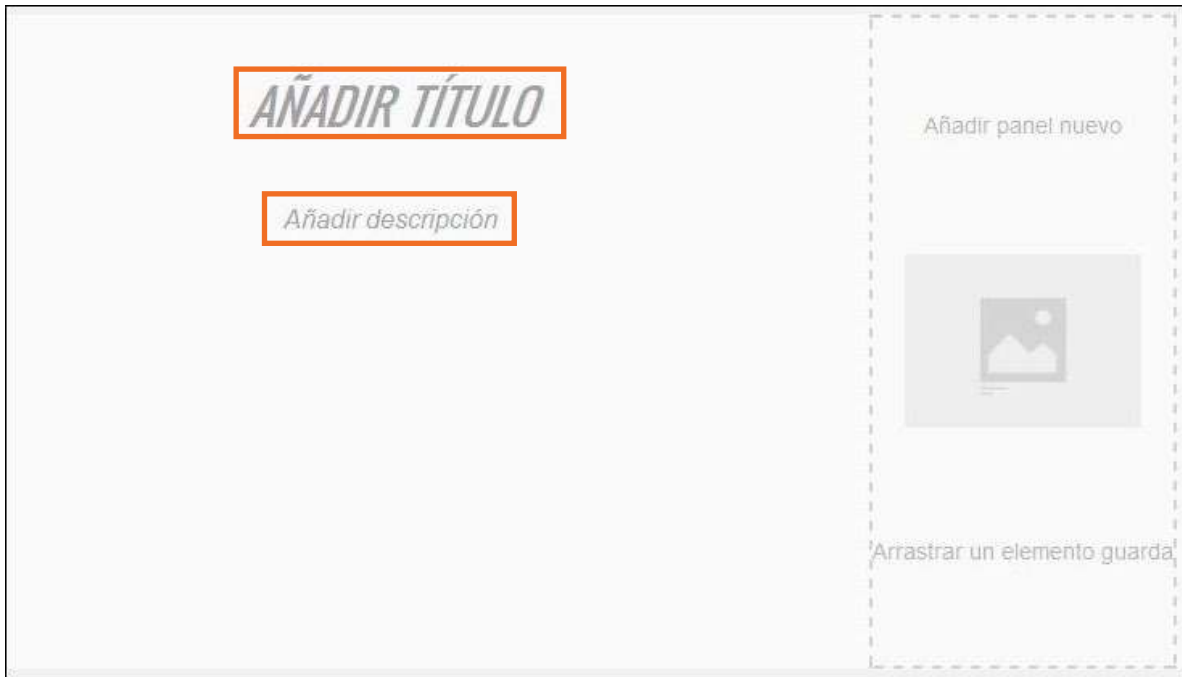 AÑADIR TÍTULO
Añadir descripción
Añadir panel nuevo
Arrastrar un elemento guarda